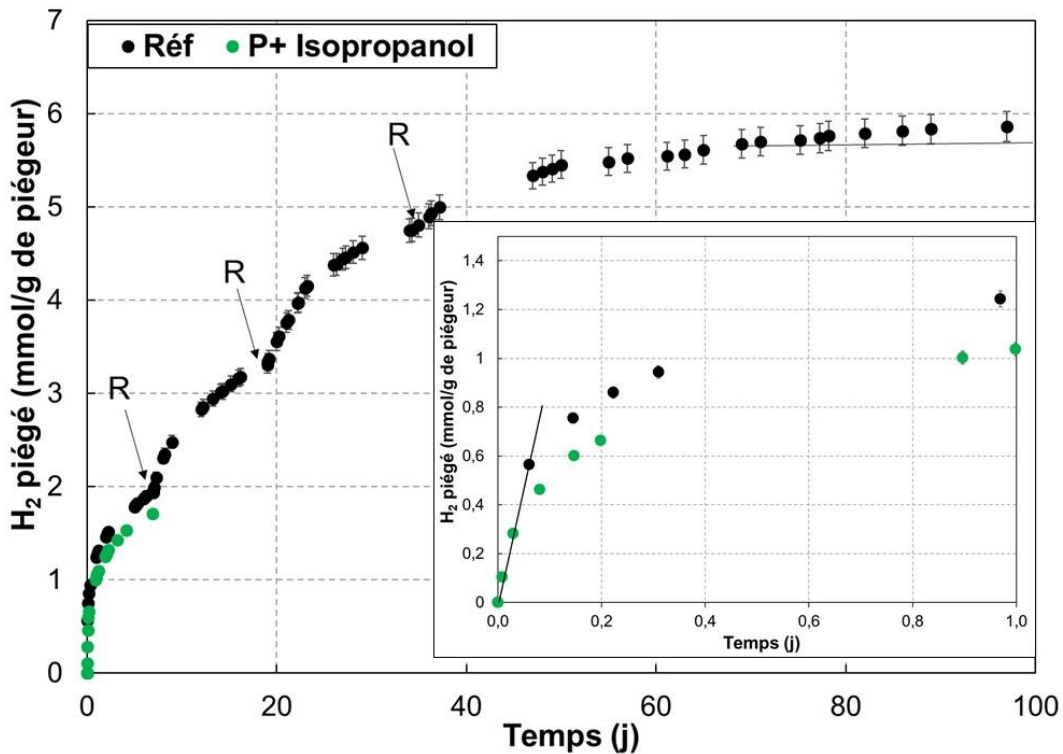 Réf P+ Isopropanol
H₂ piégé (mmol/g de piégeur)
7
6
5
4
3
2
1
0
0 20 40 60 80 100
Temps (j)
R
R
R
H₂ piégé (mmol/g de piégeur)
1,4
1,2
1
0,8
0,6
0,4
0,2
0
0,0 0,2 0,4 0,6 0,8 1,0
Temps (j)